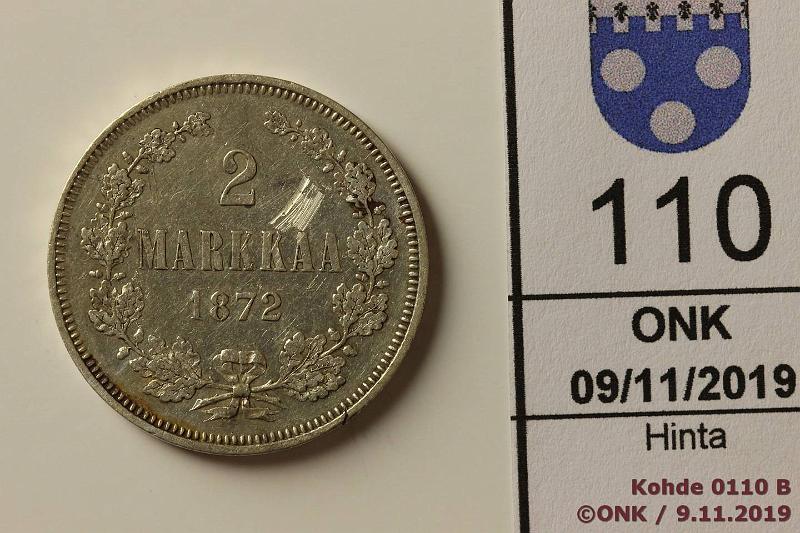 2
MARKKAA
1872
110
ONK
09/11/2019
Hinta
Kohde 0110 B
©ONK / 9.11.2019